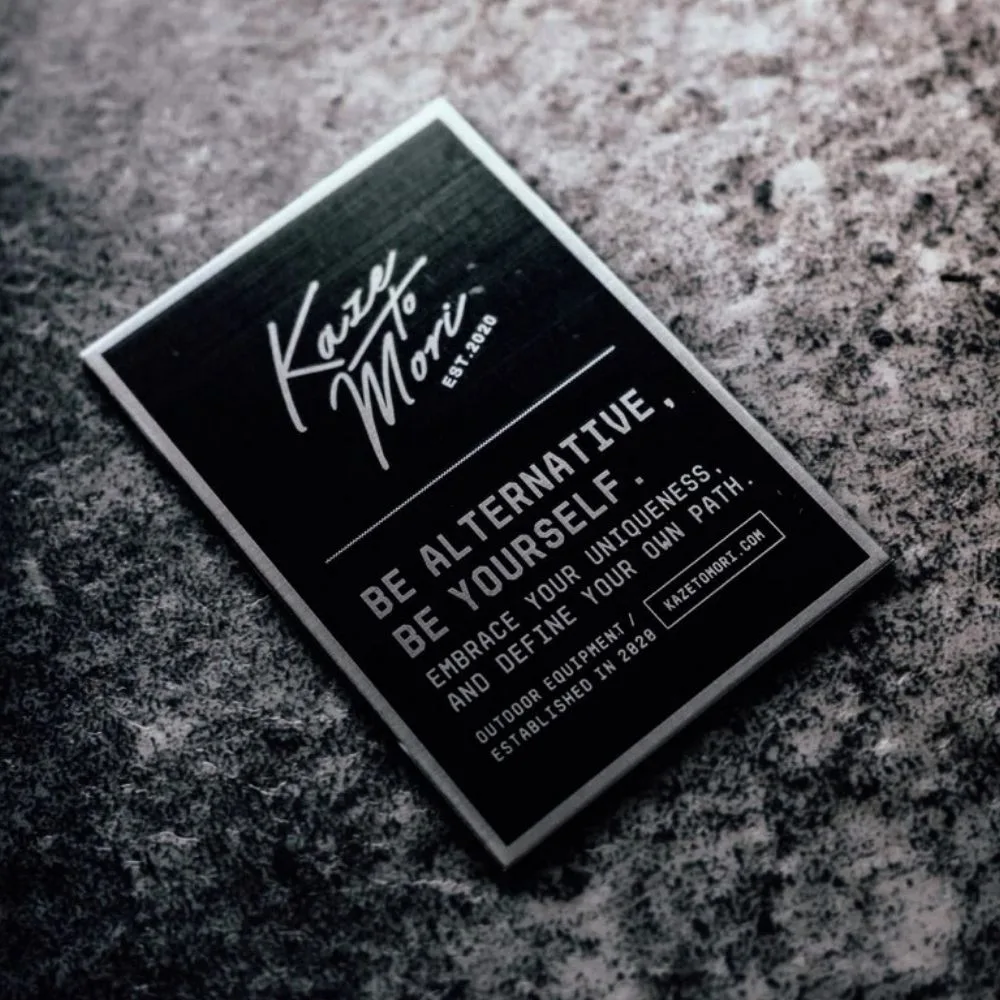 Kaze
to
Mori
EST.2020
BE ALTERNATIVE,
BE YOURSELF.
EMBRACE YOUR UNIQUENESS,
AND DEFINE YOUR OWN PATH.
OUTDOOR EQUIPMENT/
ESTABLISHED IN 2020
KAZETOMORI.COM